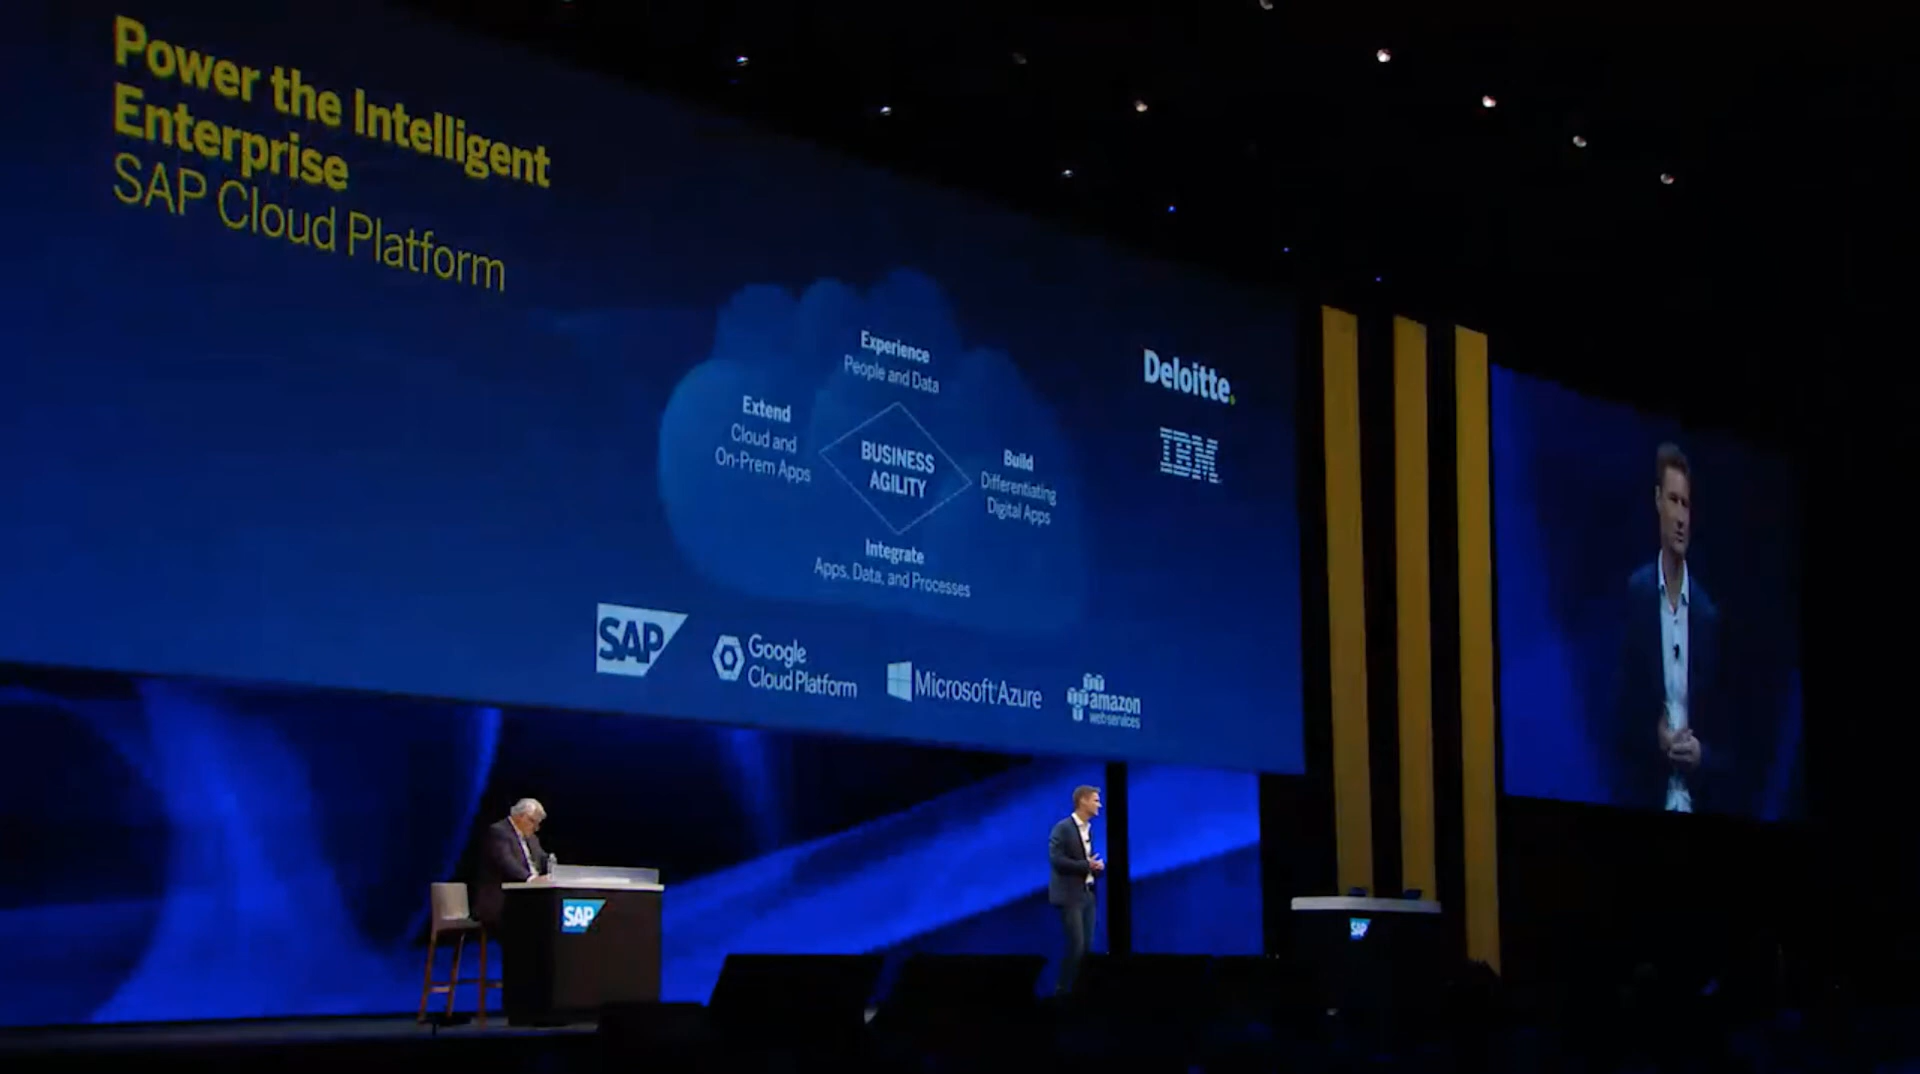 Power the Intelligent
Enterprise
SAP Cloud Platform
Experience
People and Data
Extend
Cloud and
On-Prem Apps
BUSINESS
AGILITY
Build
Differentiating
Digital Apps
Integrate
Apps, Data, and Processes
Deloitte.
IBM
SAP
Google
Cloud Platform
Microsoft Azure
amazon
webservices
SAP
SAP